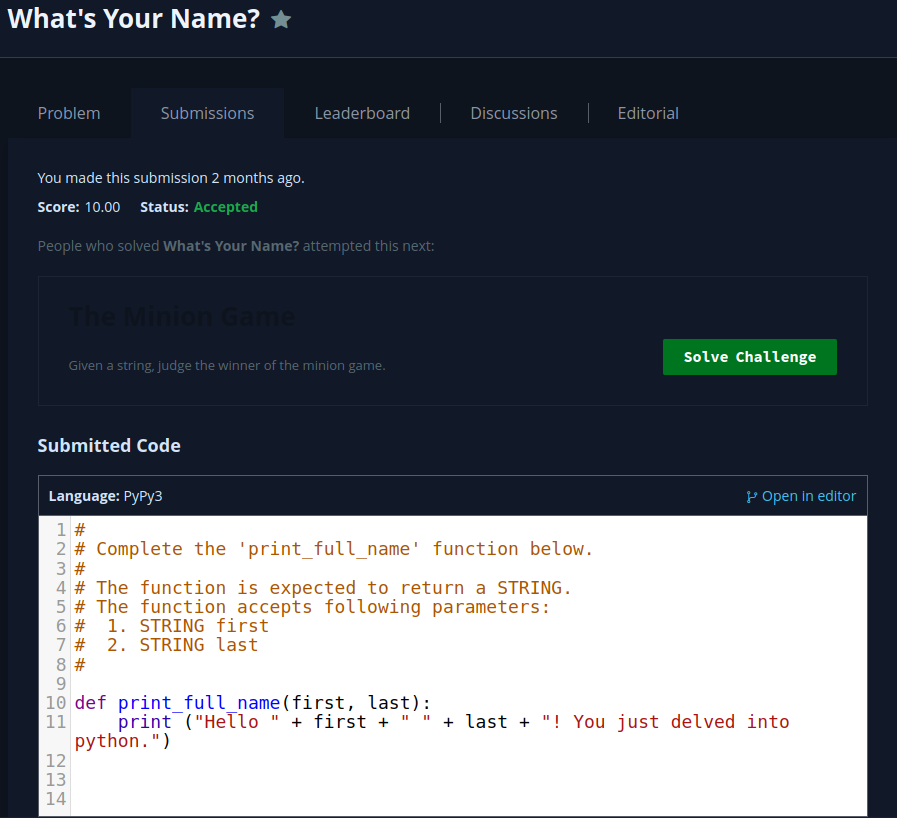 What's Your Name?
Problem
Submissions
Leaderboard
Discussions
Editorial
You made this submission 2 months ago.
Score: 10.00 Status: Accepted
People who solved What's Your Name? attempted this next:
The Minion Game
Given a string, judge the winner of the minion game.
Solve Challenge
Submitted Code
Language: PyPy3
Open in editor
1 #
2 # Complete the 'print_full_name' function below.
3 #
4 # The function is expected to return a STRING.
5 # The function accepts following parameters:
6 #  1. STRING first
7 #  2. STRING last
8 #
9
10 def print_full_name(first, last):
11     print ("Hello " + first + " " + last + "! You just delved into
python.")
12
13
14